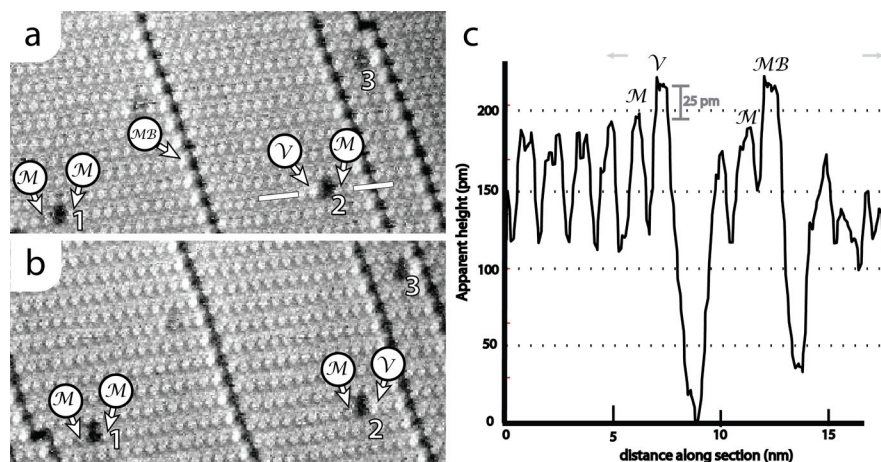 a
MB
3
V
M
M
M
1
2
b
3
M
M
M
V
1
2
c
V
MB
M
25 pm
M
200
150
100
50
0
0
5
10
15
Apparent height (pm)
distance along section (nm)